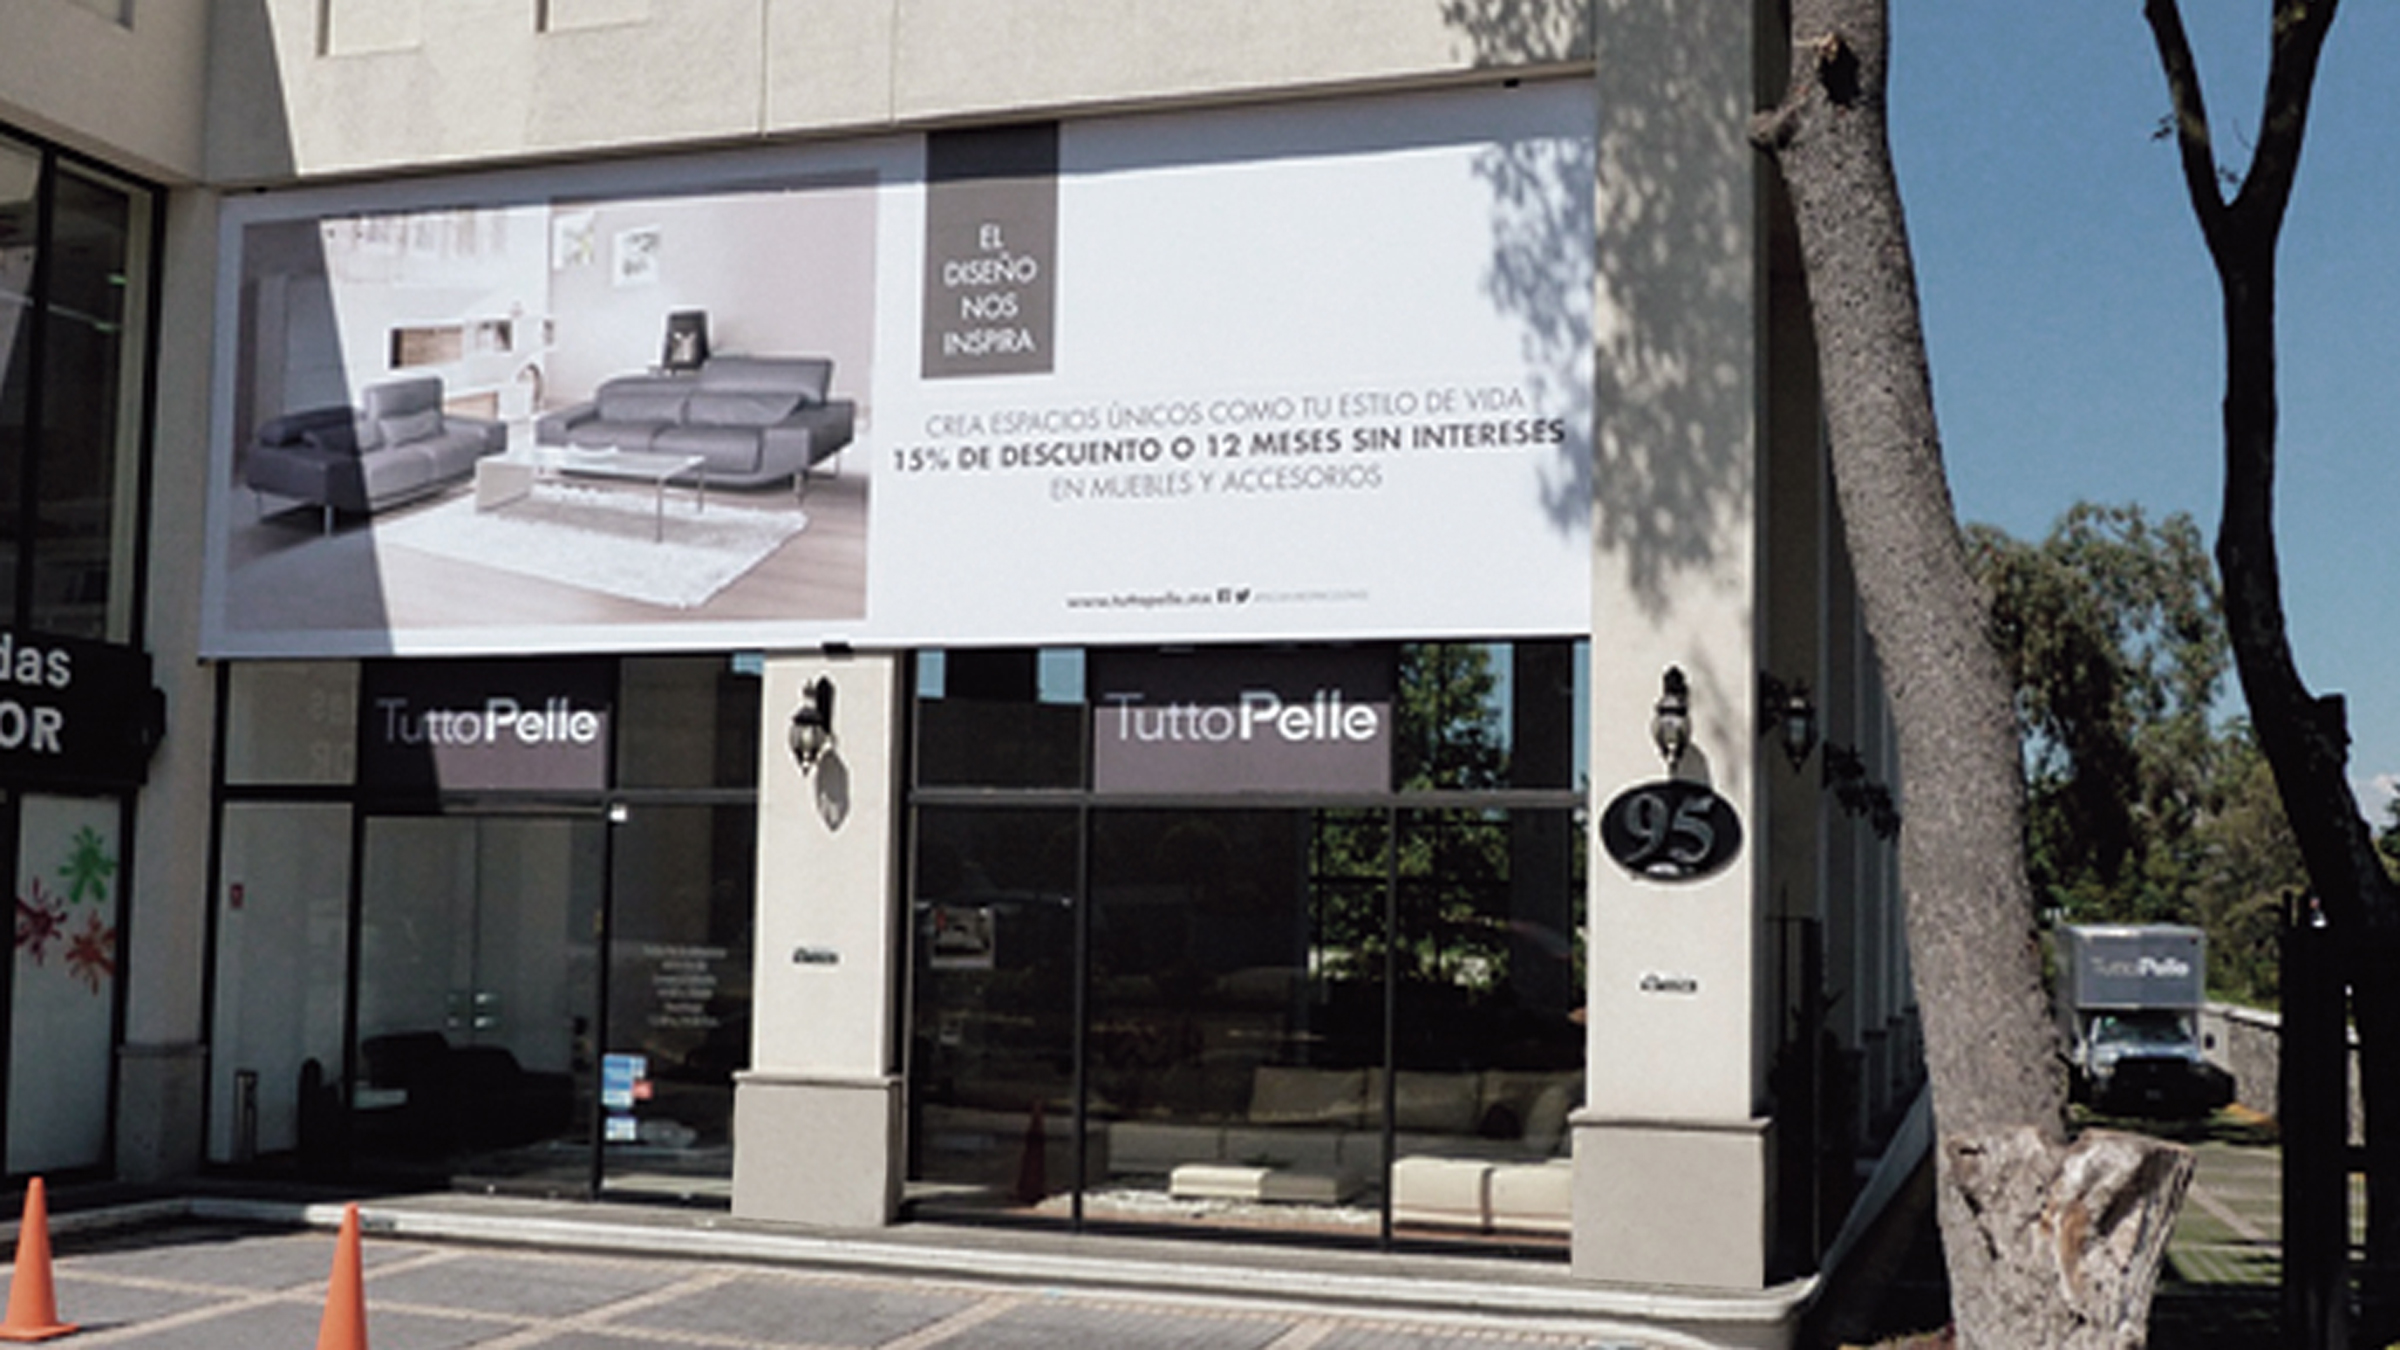 EL
DISEÑO
NOS
INSPIRA
CREA ESPACIOS ÚNICOS COMO TU ESTILO DE VIDA
15% DE DESCUENTO O 12 MESES SIN INTERESES
EN MUEBLES Y ACCESORIOS
www.tuttopelle.mx
das
OR
TuttoPelle
TuttoPelle
95
TuttoPelle